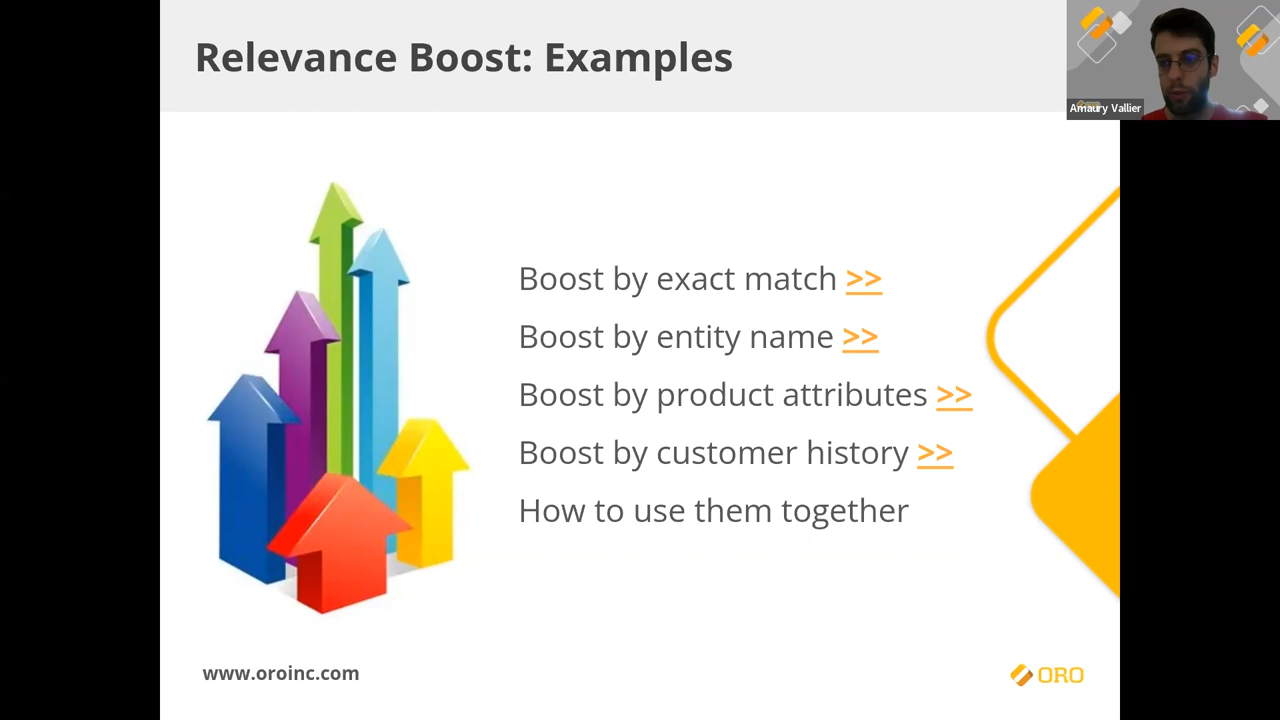 Relevance Boost: Examples
Amaury Vallier
Boost by exact match >>
Boost by entity name >>
Boost by product attributes >>
Boost by customer history >>
How to use them together
www.oroinc.com
ORO